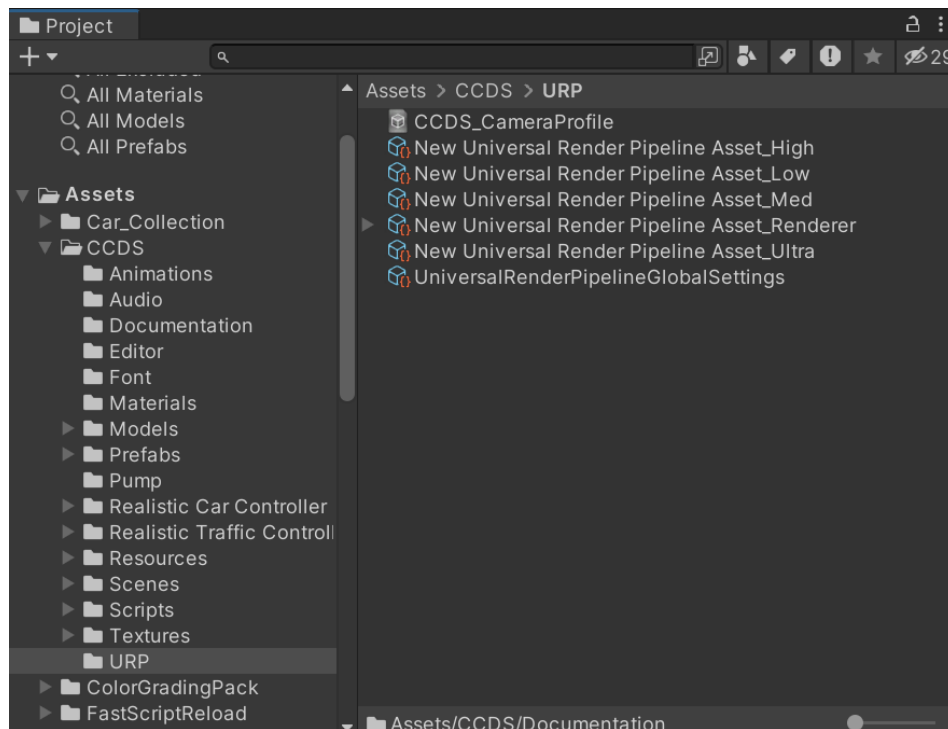 Project
29
All Materials
All Models
All Prefabs
Assets
Car_Collection
CCDS
Animations
Audio
Documentation
Editor
Font
Materials
Models
Prefabs
Pump
Realistic Car Controller
Realistic Traffic Controll
Resources
Scenes
Scripts
Textures
URP
ColorGradingPack
FastScriptReload
Assets > CCDS > URP
CCDS_CameraProfile
New Universal Render Pipeline Asset_High
New Universal Render Pipeline Asset_Low
New Universal Render Pipeline Asset_Med
New Universal Render Pipeline Asset_Renderer
New Universal Render Pipeline Asset_Ultra
UniversalRenderPipelineGlobalSettings
Assets/CCDS/Documentation